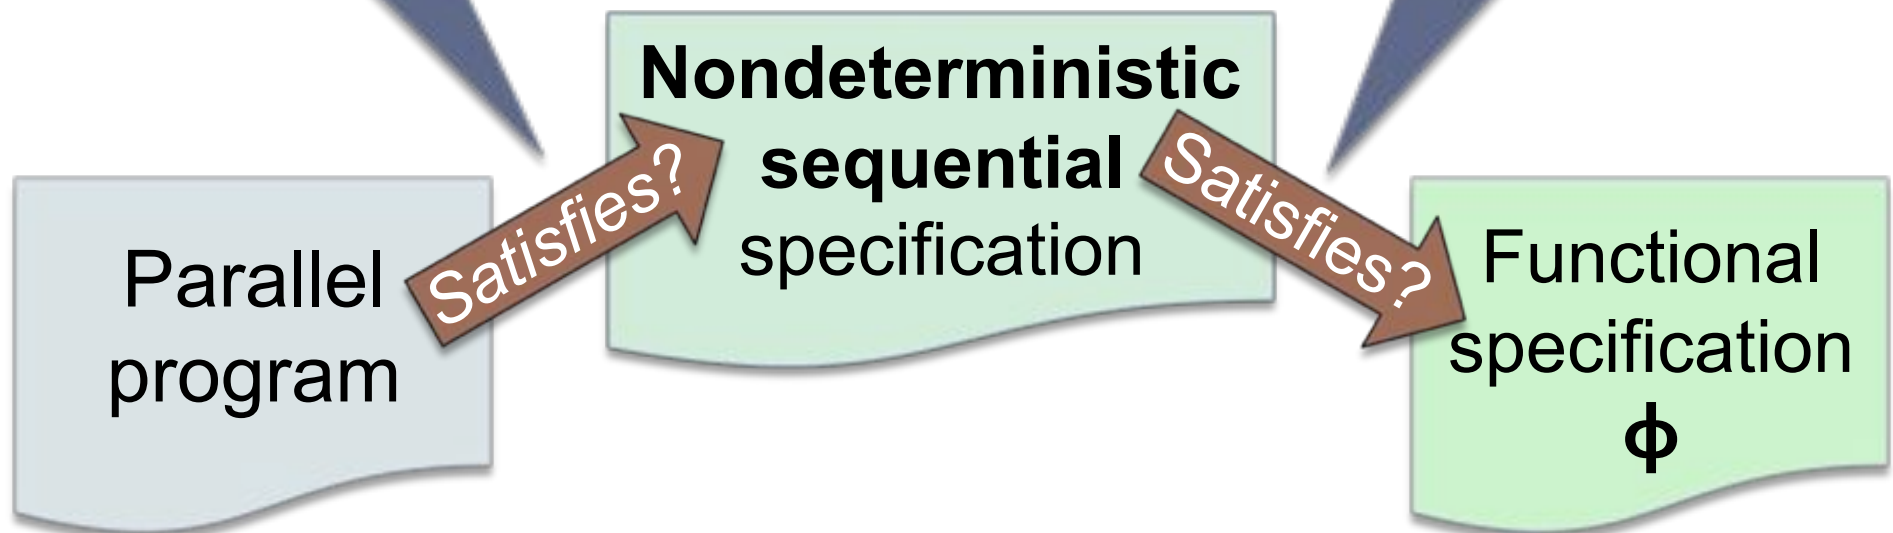 Parallel
program
Satisfies?
Nondeterministic
sequential
specification
Satisfies?
Functional
specification
ϕ